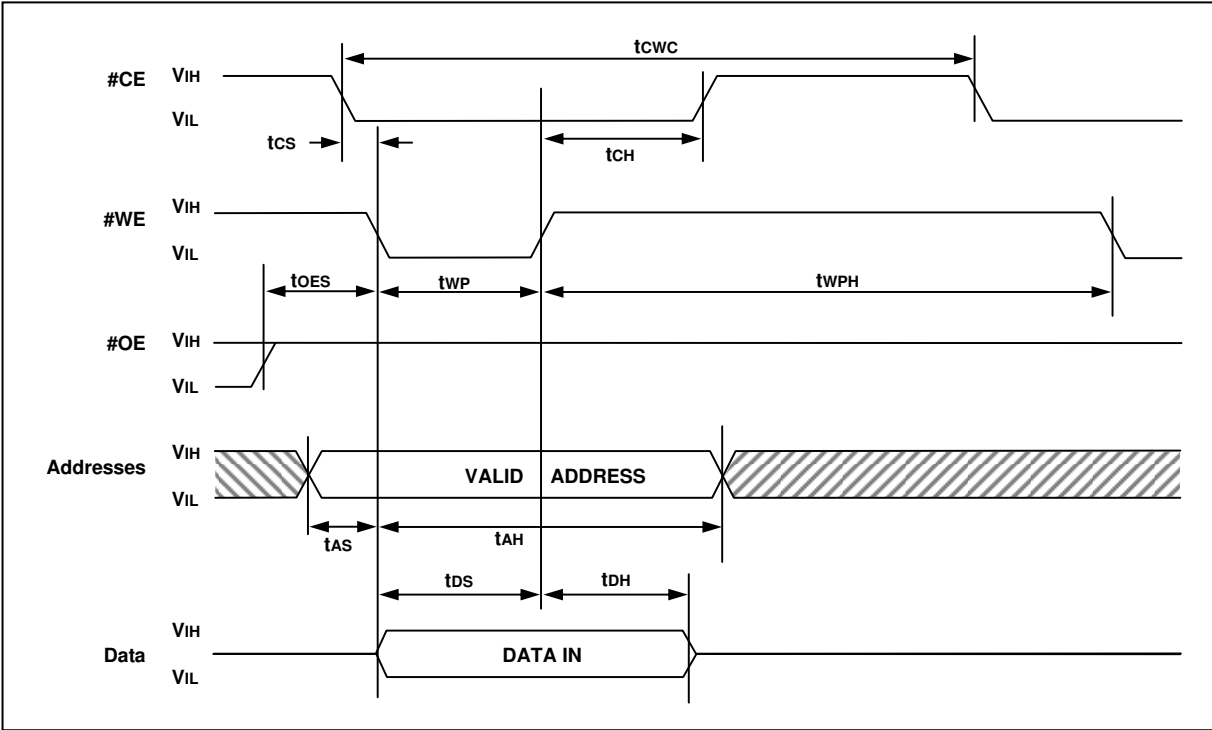 tCWC
#CE VIH
VIL
tCS
tCH
#WE VIH
VIL
tOES
tWP
tWPH
#OE VIH
VIL
Addresses VIH
VIL
VALID ADDRESS
tAS
tAH
tDS
tDH
Data VIH
VIL
DATA IN